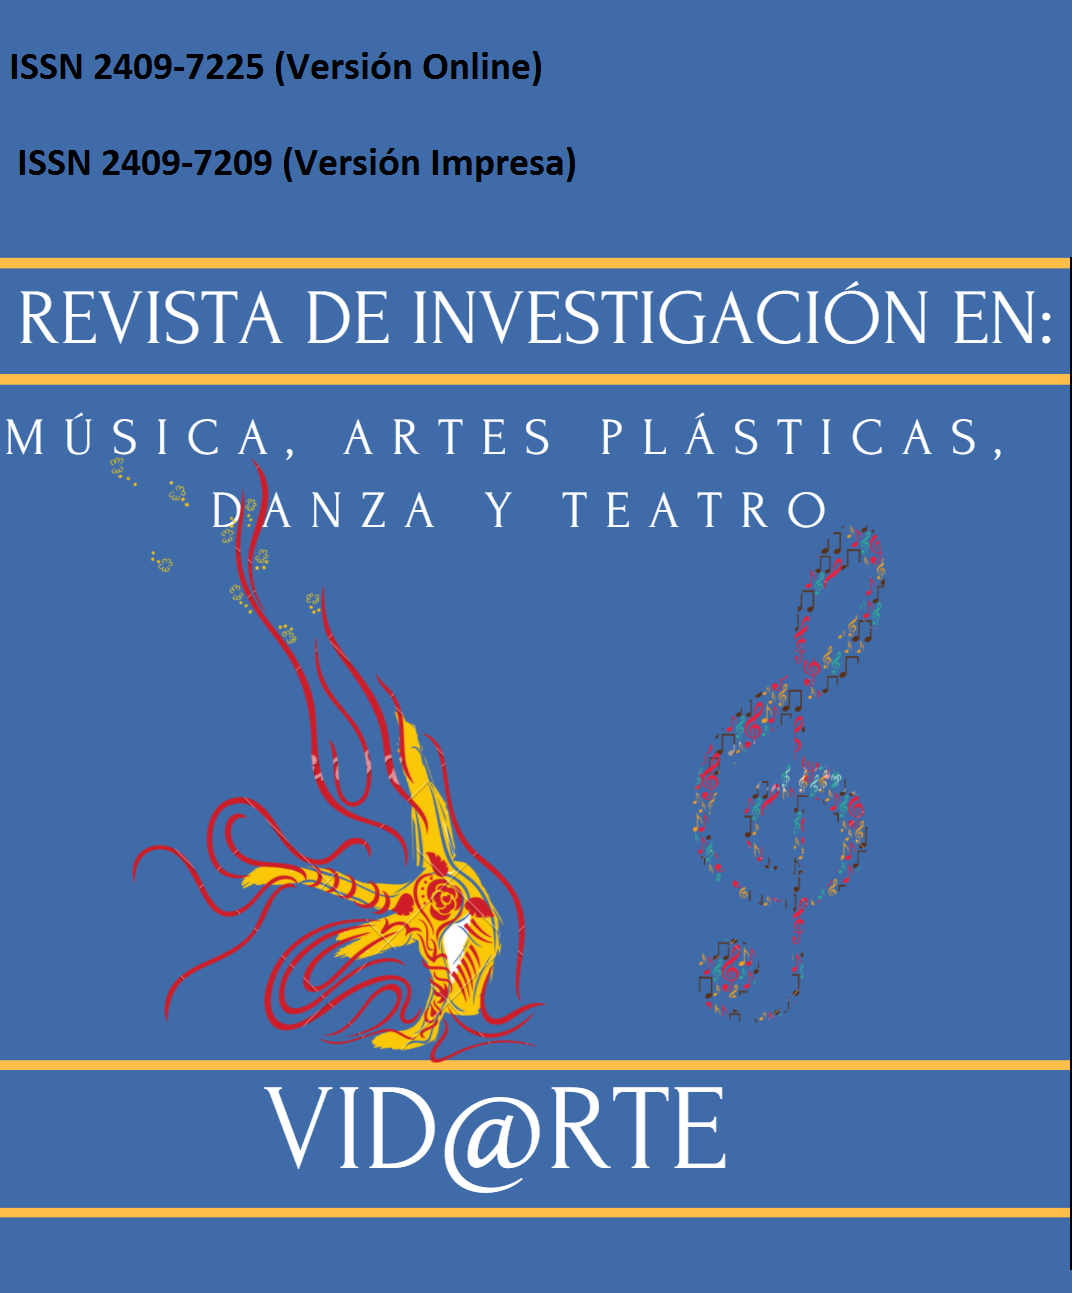 ISSN 2409-7225 (Versión Online)
ISSN 2409-7209 (Versión Impresa)
REVISTA DE INVESTIGACIÓN EN:
MÚSICA, ARTES PLÁSTICAS,
DANZA Y TEATRO
VID@RTE